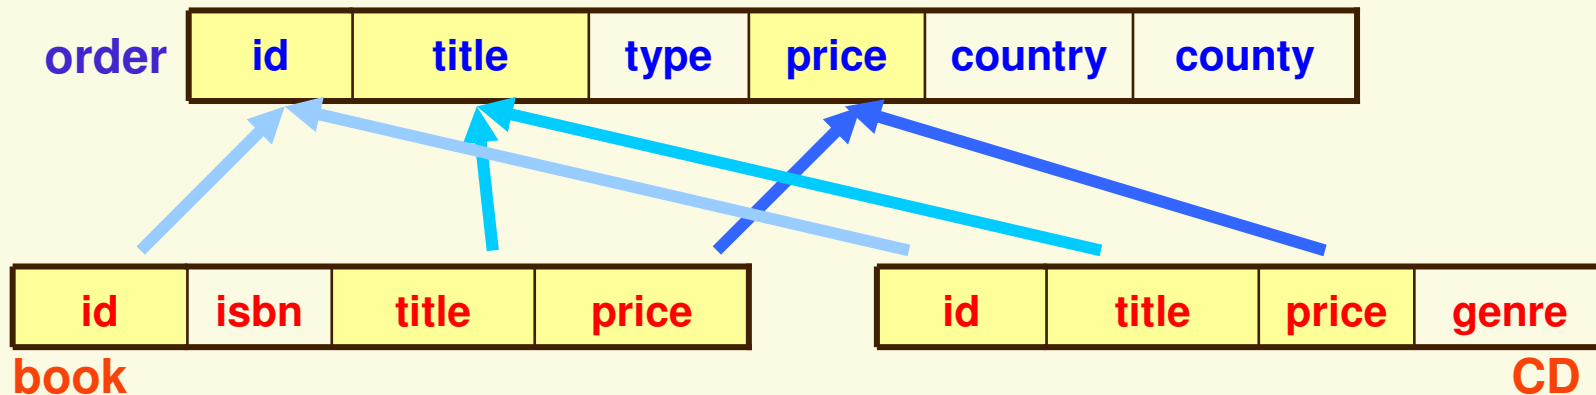 order id title type price country county
id isbn title price id title price genre
book CD